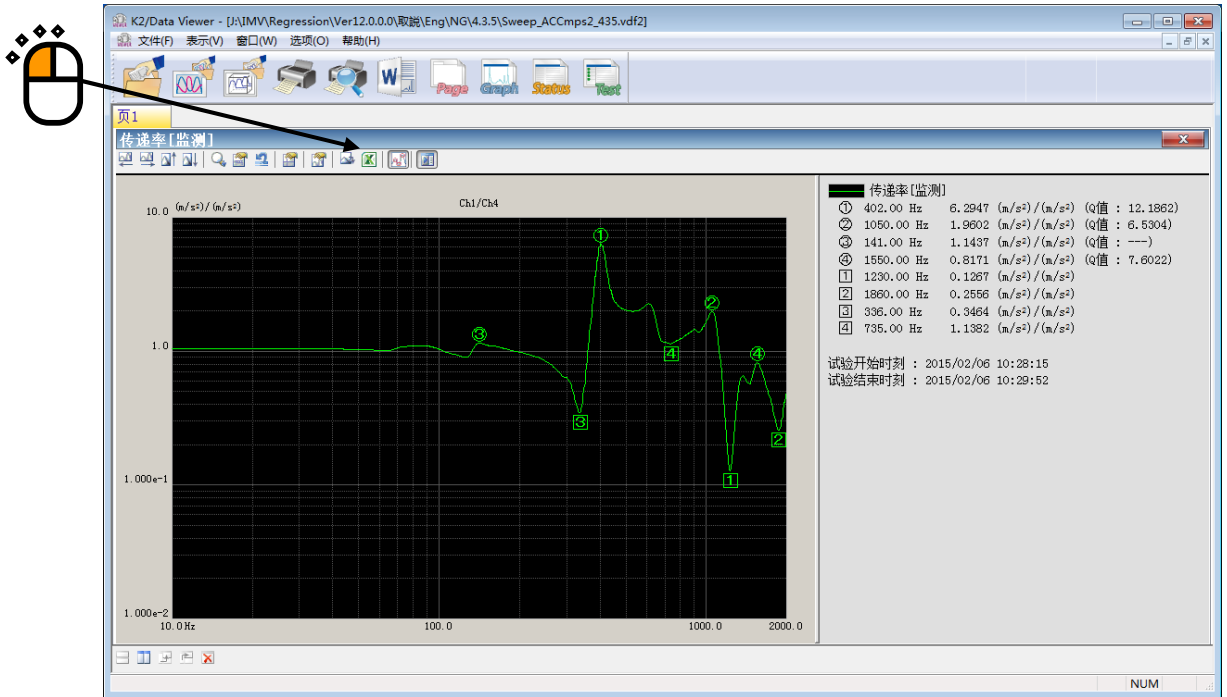 K2/Data Viewer - [J:\IMV\Regression\Ver12.0.0.0\取説\Eng\NG\4.3.5\Sweep_ACCmps2_435.vdf2]
文件(F) 表示(V) 窗口(W) 选项(O) 帮助(H)
W Page Graph Status Test
页1
传递率[监测]
(m/s²)/(m/s²) Ch1/Ch4
10.0
1.0
1.000e-1
1.000e-2
10.0Hz 100.0 1000.0 2000.0
① ② ③ ④
1 2 3 4
传递率[监测]
① 402.00 Hz 6.2947 (m/s²)/(m/s²) (Q值 : 12.1862)
② 1050.00 Hz 1.9602 (m/s²)/(m/s²) (Q值 : 6.5304)
③ 141.00 Hz 1.1437 (m/s²)/(m/s²) (Q值 : ---)
④ 1550.00 Hz 0.8171 (m/s²)/(m/s²) (Q值 : 7.6022)
1 1230.00 Hz 0.1267 (m/s²)/(m/s²)
2 1860.00 Hz 0.2556 (m/s²)/(m/s²)
3 336.00 Hz 0.3464 (m/s²)/(m/s²)
4 735.00 Hz 1.1382 (m/s²)/(m/s²)
试验开始时刻 : 2015/02/06 10:28:15
试验结束时刻 : 2015/02/06 10:29:52
NUM